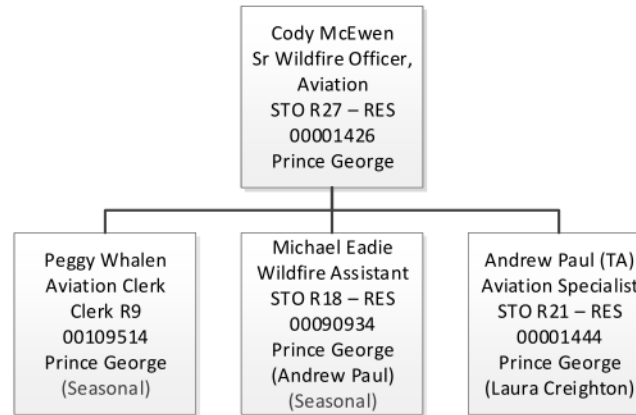 Cody McEwen
Sr Wildfire Officer,
Aviation
STO R27 – RES
00001426
Prince George
Peggy Whalen
Aviation Clerk
Clerk R9
00109514
Prince George
(Seasonal)
Michael Eadie
Wildfire Assistant
STO R18 – RES
00090934
Prince George
(Andrew Paul)
(Seasonal)
Andrew Paul (TA)
Aviation Specialist
STO R21 – RES
00001444
Prince George
(Laura Creighton)